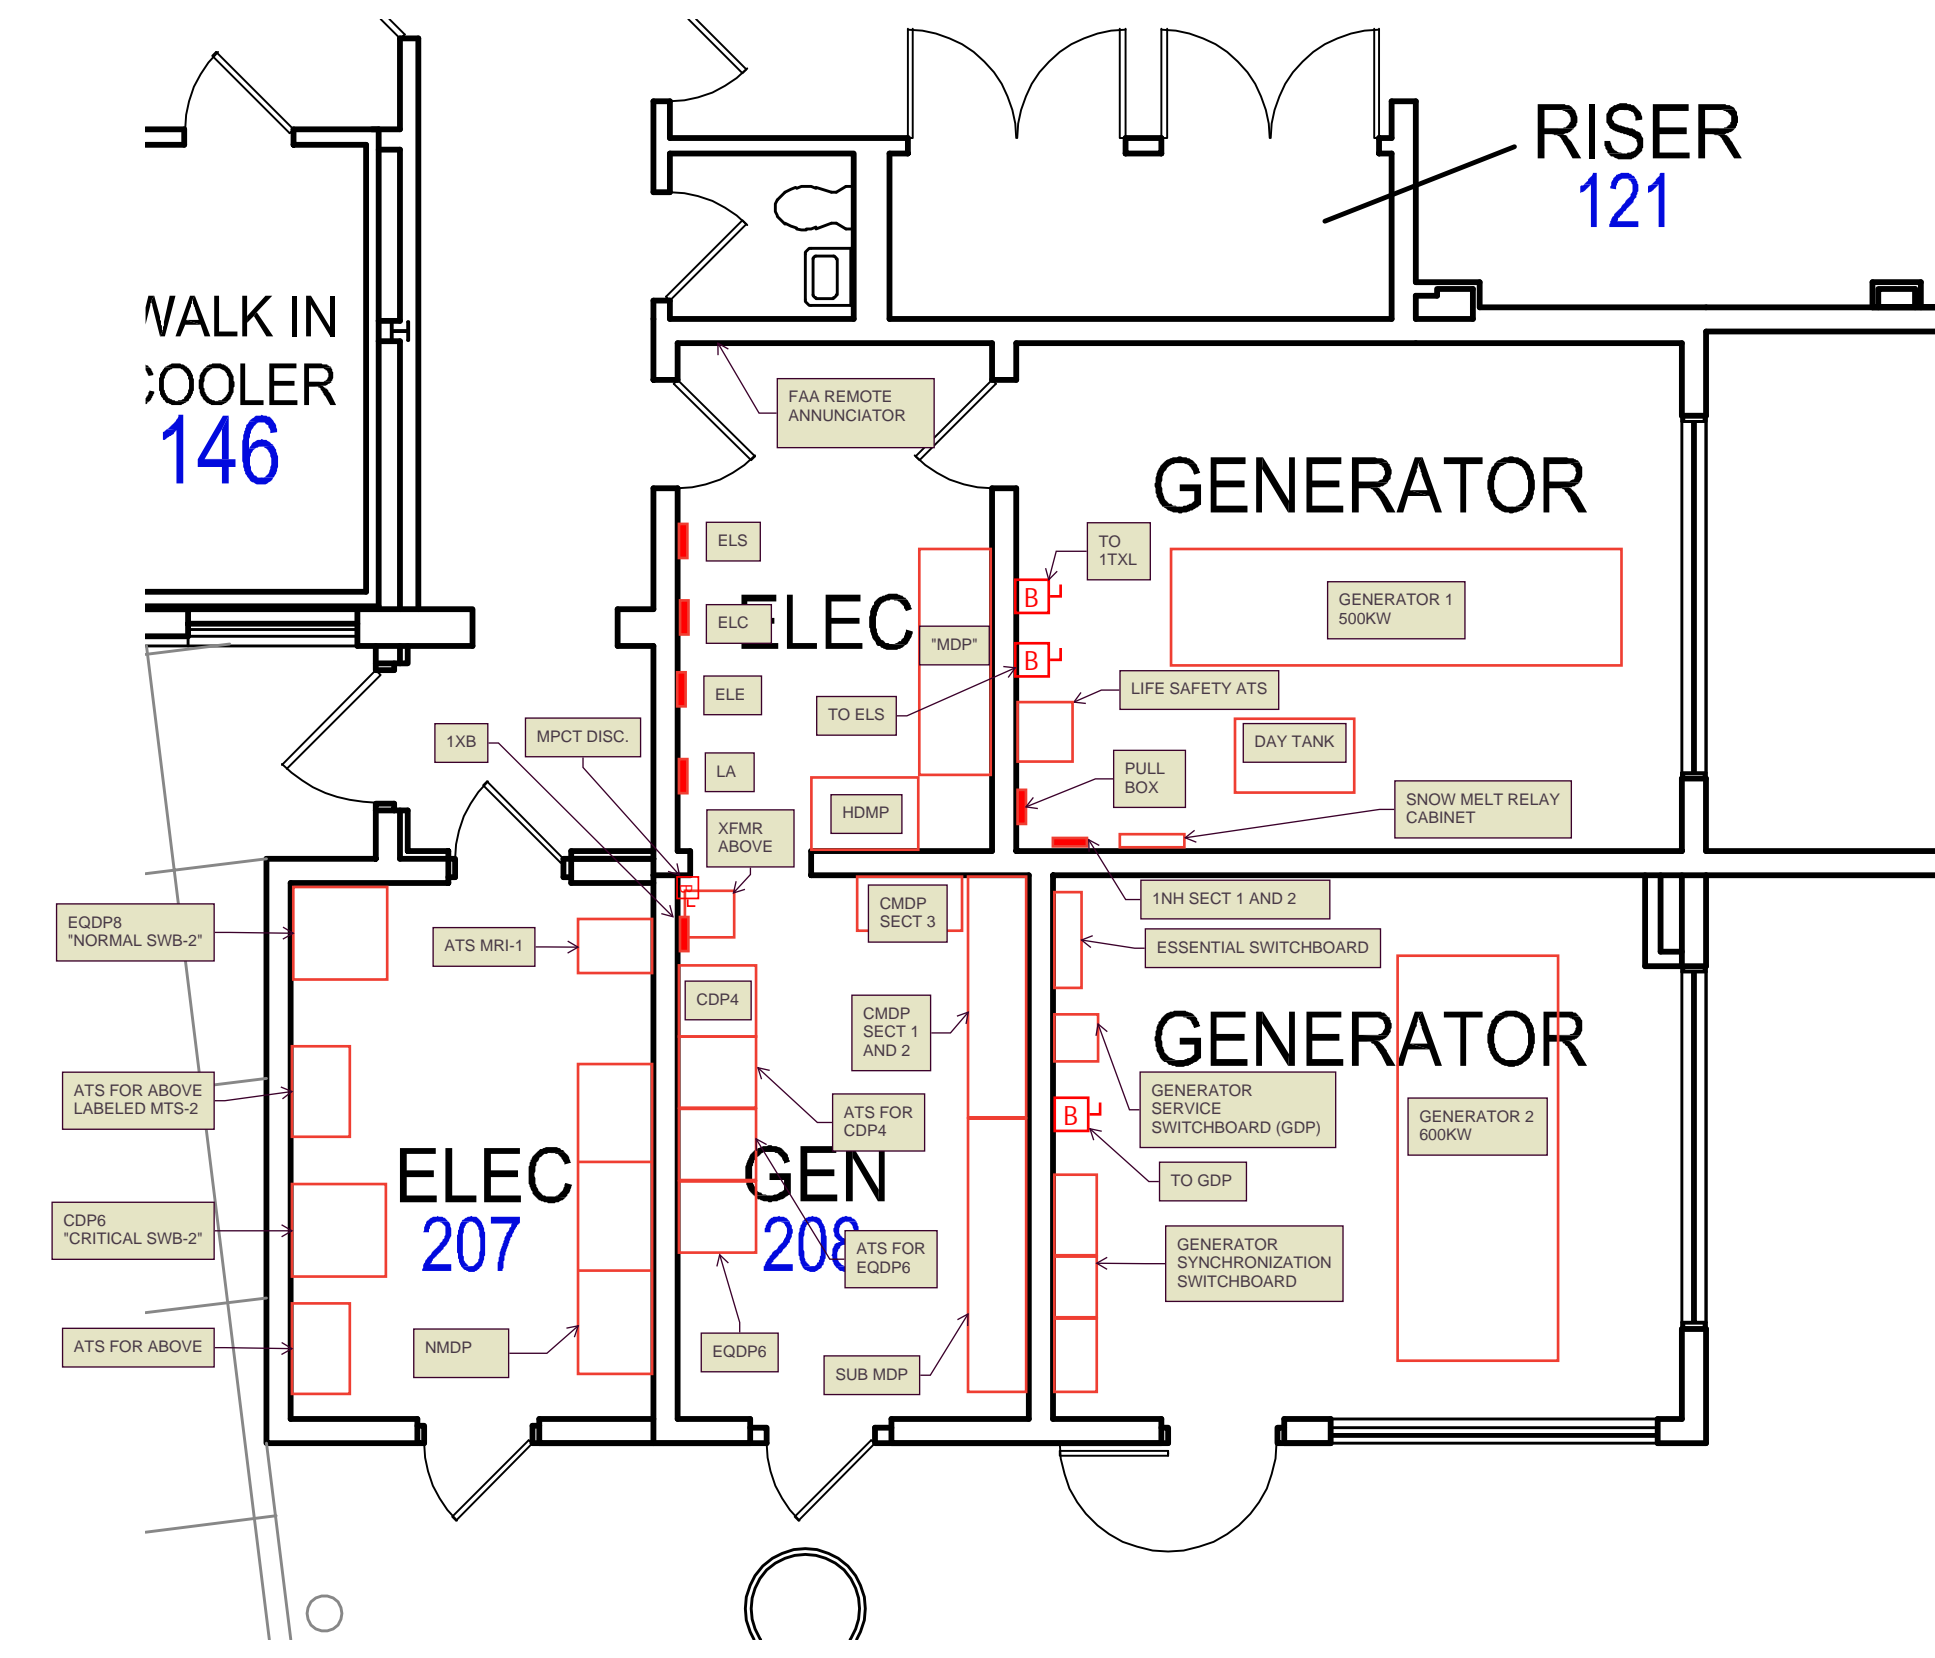 RISER
121
WALK IN
COOLER
146
FAA REMOTE
ANNUNCIATOR
GENERATOR
ELS
TO
1TXL
B
GENERATOR 1
500KW
ELC
ELEC
"MDP"
B
ELE
TO ELS
LIFE SAFETY ATS
1XB
MPCT DISC.
DAY TANK
LA
PULL
BOX
HDMP
SNOW MELT RELAY
CABINET
XFMR
ABOVE
B
1NH SECT 1 AND 2
CMDP
SECT 3
EQDP8
"NORMAL SWB-2"
ATS MRI-1
ESSENTIAL SWITCHBOARD
CDP4
CMDP
SECT 1
AND 2
GENERATOR
ATS FOR ABOVE
LABELED MTS-2
ATS FOR
CDP4
B
GENERATOR
SERVICE
SWITCHBOARD (GDP)
GENERATOR 2
600KW
ELEC
207
GEN
208
TO GDP
CDP6
"CRITICAL SWB-2"
ATS FOR
EQDP6
GENERATOR
SYNCHRONIZATION
SWITCHBOARD
ATS FOR ABOVE
NMDP
EQDP6
SUB MDP